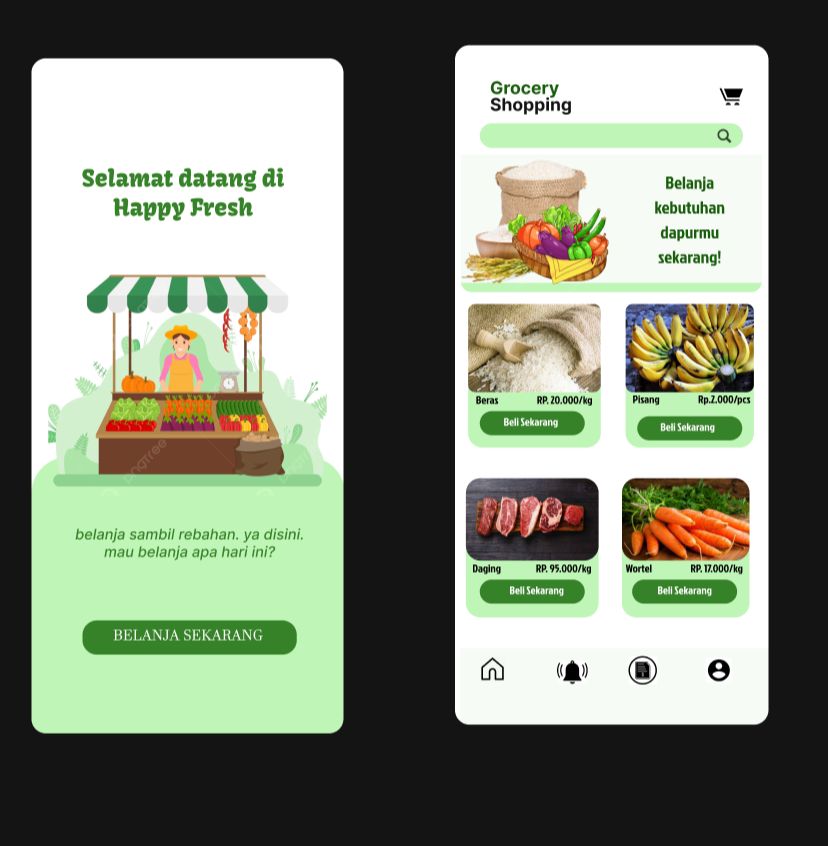 Selamat datang di
Happy Fresh
pngtree
belanja sambil rebahan. ya disini.
mau belanja apa hari ini?
BELANJA SEKARANG
Grocery
Shopping
Belanja
kebutuhan
dapurmu
sekarang!
Beras RP. 20.000/kg
Beli Sekarang
Pisang Rp.2.000/pcs
Beli Sekarang
Daging RP. 95.000/kg
Beli Sekarang
Wortel RP. 17.000/kg
Beli Sekarang